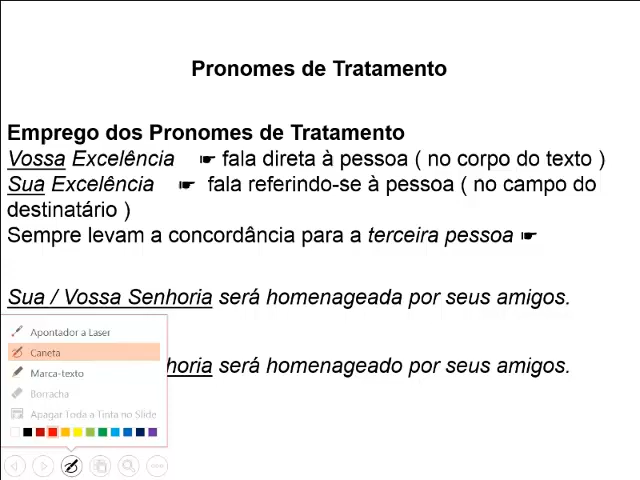 Pronomes de Tratamento
Emprego dos Pronomes de Tratamento
Vossa Excelência ☛ fala direta à pessoa ( no corpo do texto )
Sua Excelência ☛ fala referindo-se à pessoa ( no campo do
destinatário )
Sempre levam a concordância para a terceira pessoa ☛
Sua / Vossa Senhoria será homenageada por seus amigos.
será homenageado por seus amigos.
Apontador a Laser
Caneta
Marca-texto
Borracha
Apagar Toda a Tinta no Slide